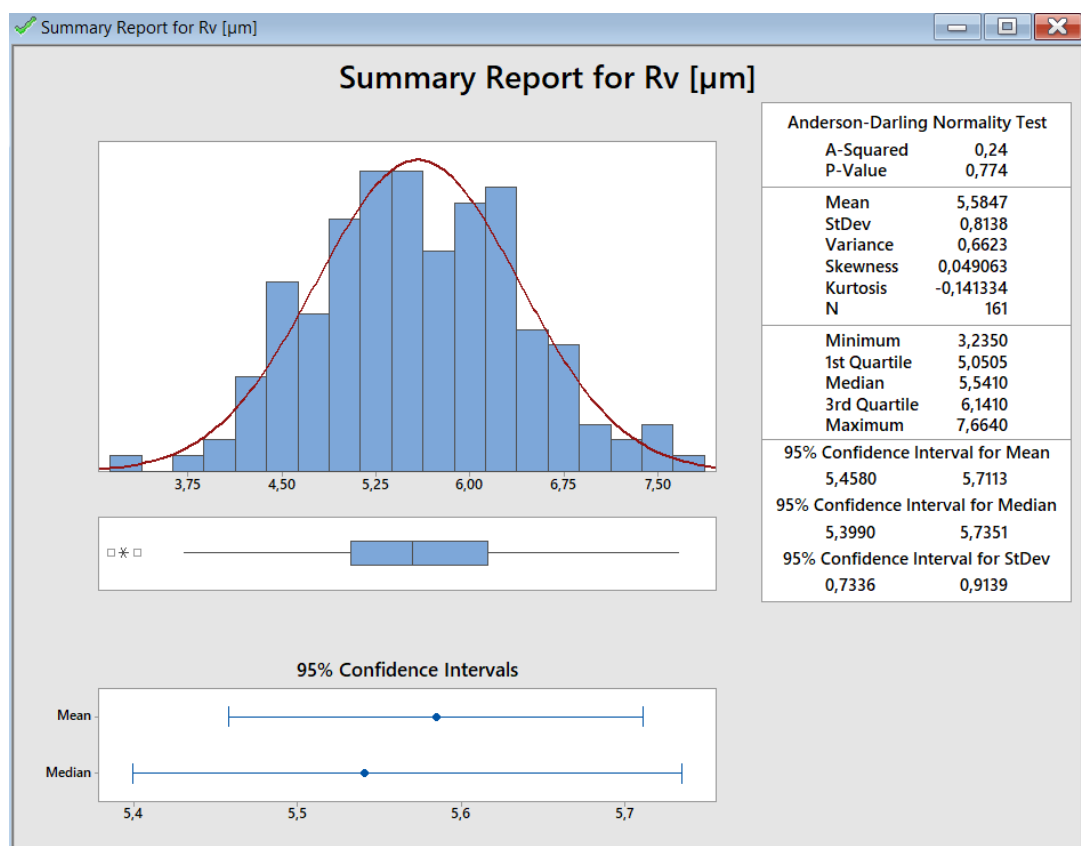 Summary Report for Rv [µm]
Summary Report for Rv [µm]
3,75 4,50 5,25 6,00 6,75 7,50
95% Confidence Intervals
Mean
Median
5,4 5,5 5,6 5,7
Anderson-Darling Normality Test
A-Squared 0,24
P-Value 0,774
Mean 5,5847
StDev 0,8138
Variance 0,6623
Skewness 0,049063
Kurtosis -0,141334
N 161
Minimum 3,2350
1st Quartile 5,0505
Median 5,5410
3rd Quartile 6,1410
Maximum 7,6640
95% Confidence Interval for Mean
5,4580 5,7113
95% Confidence Interval for Median
5,3990 5,7351
95% Confidence Interval for StDev
0,7336 0,9139